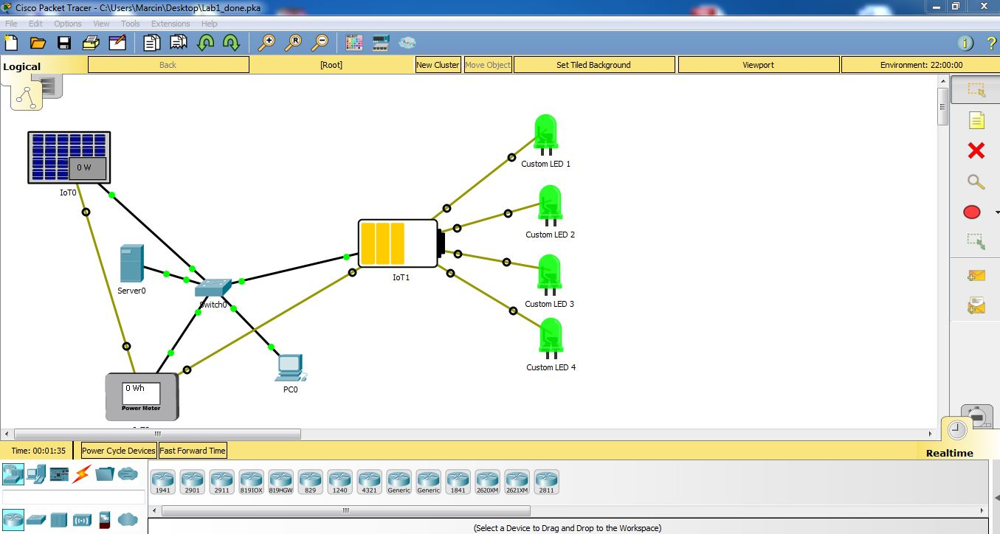 Cisco Packet Tracer - C:\Users\Marcin\Desktop\Lab1_done.pka
File Edit Options View Tools Extensions Help
Logical
Back
[Root]
New Cluster
Move Object
Set Tiled Background
Viewport
Environment: 22:00:00
0 W
IoT0
Server0
Switch0
0 Wh
Power Meter
PC0
IoT1
Custom LED 1
Custom LED 2
Custom LED 3
Custom LED 4
Time: 00:01:35
Power Cycle Devices
Fast Forward Time
Realtime
1941 2901 2911 819IOX 819HGW 829 1240 4321 Generic Generic 1841 2620XM 2621XM 2811
(Select a Device to Drag and Drop to the Workspace)